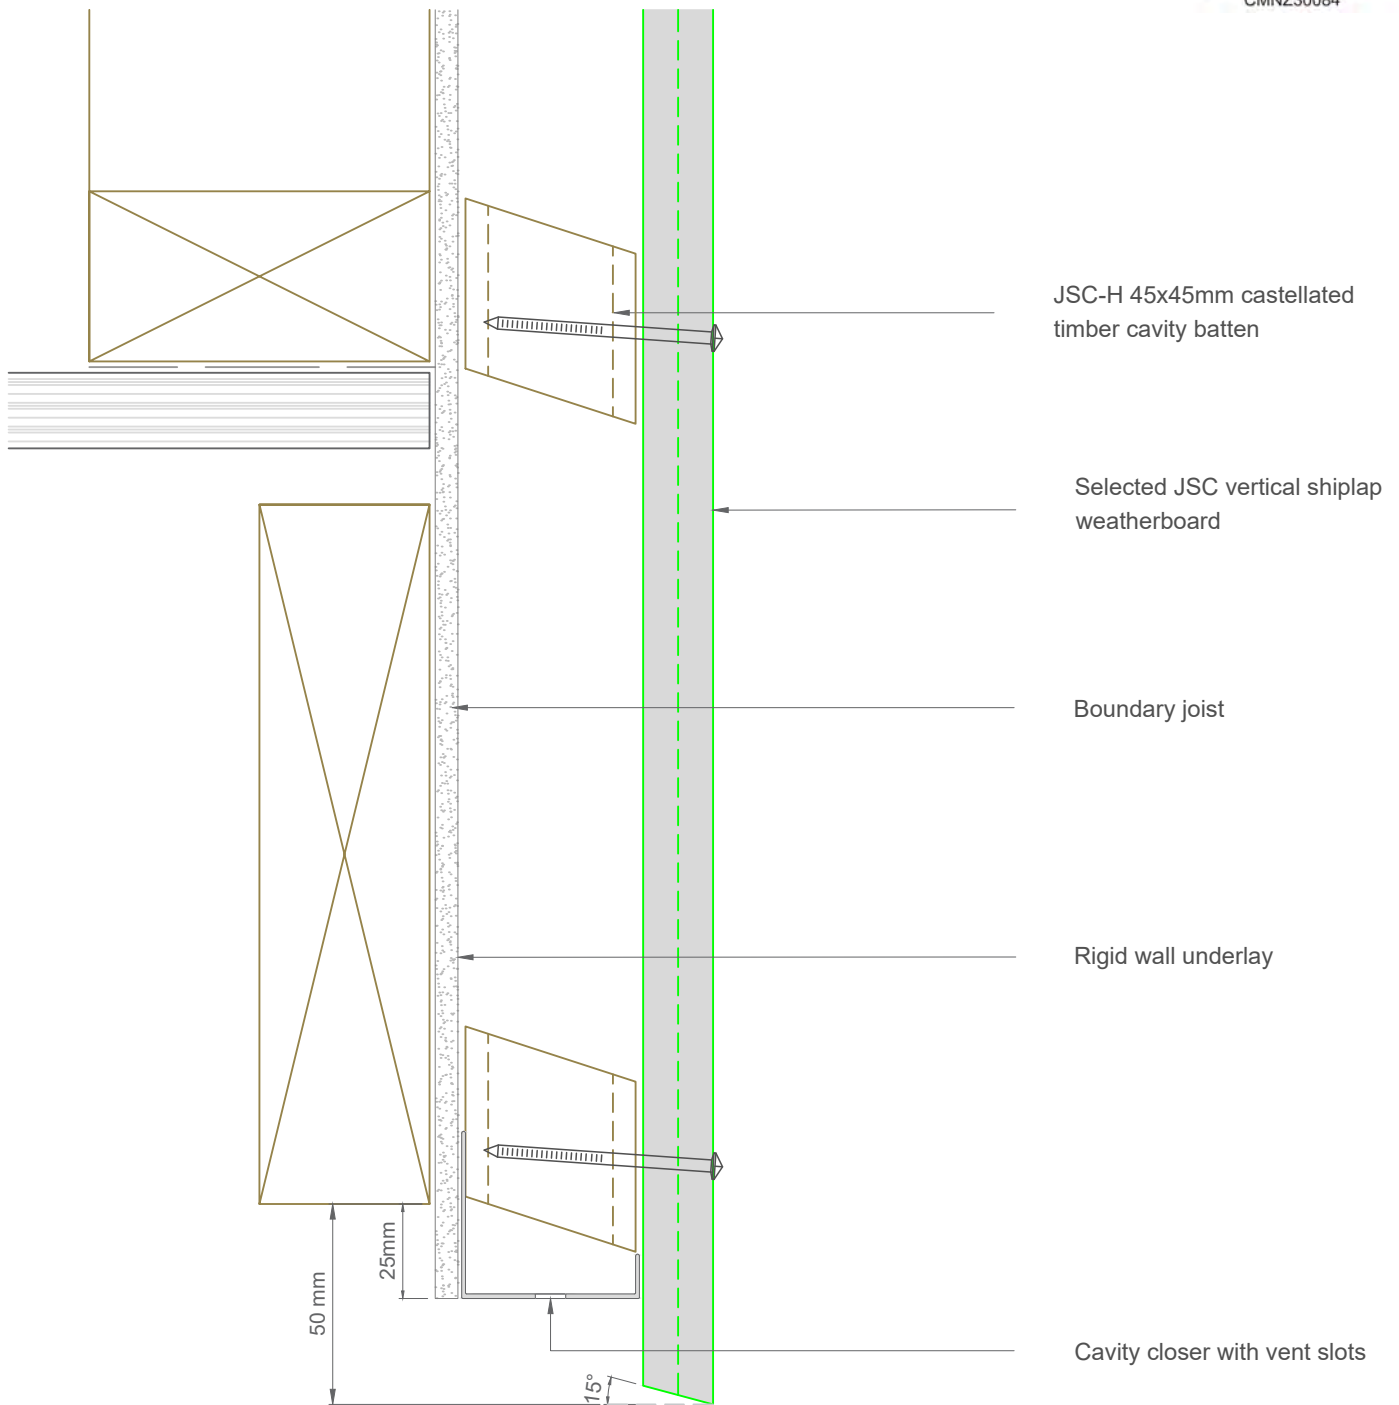 CMNZ30084
JSC-H 45x45mm castellated
timber cavity batten
Selected JSC vertical shiplap
weatherboard
Boundary joist
Rigid wall underlay
25mm
50 mm
Cavity closer with vent slots
15°